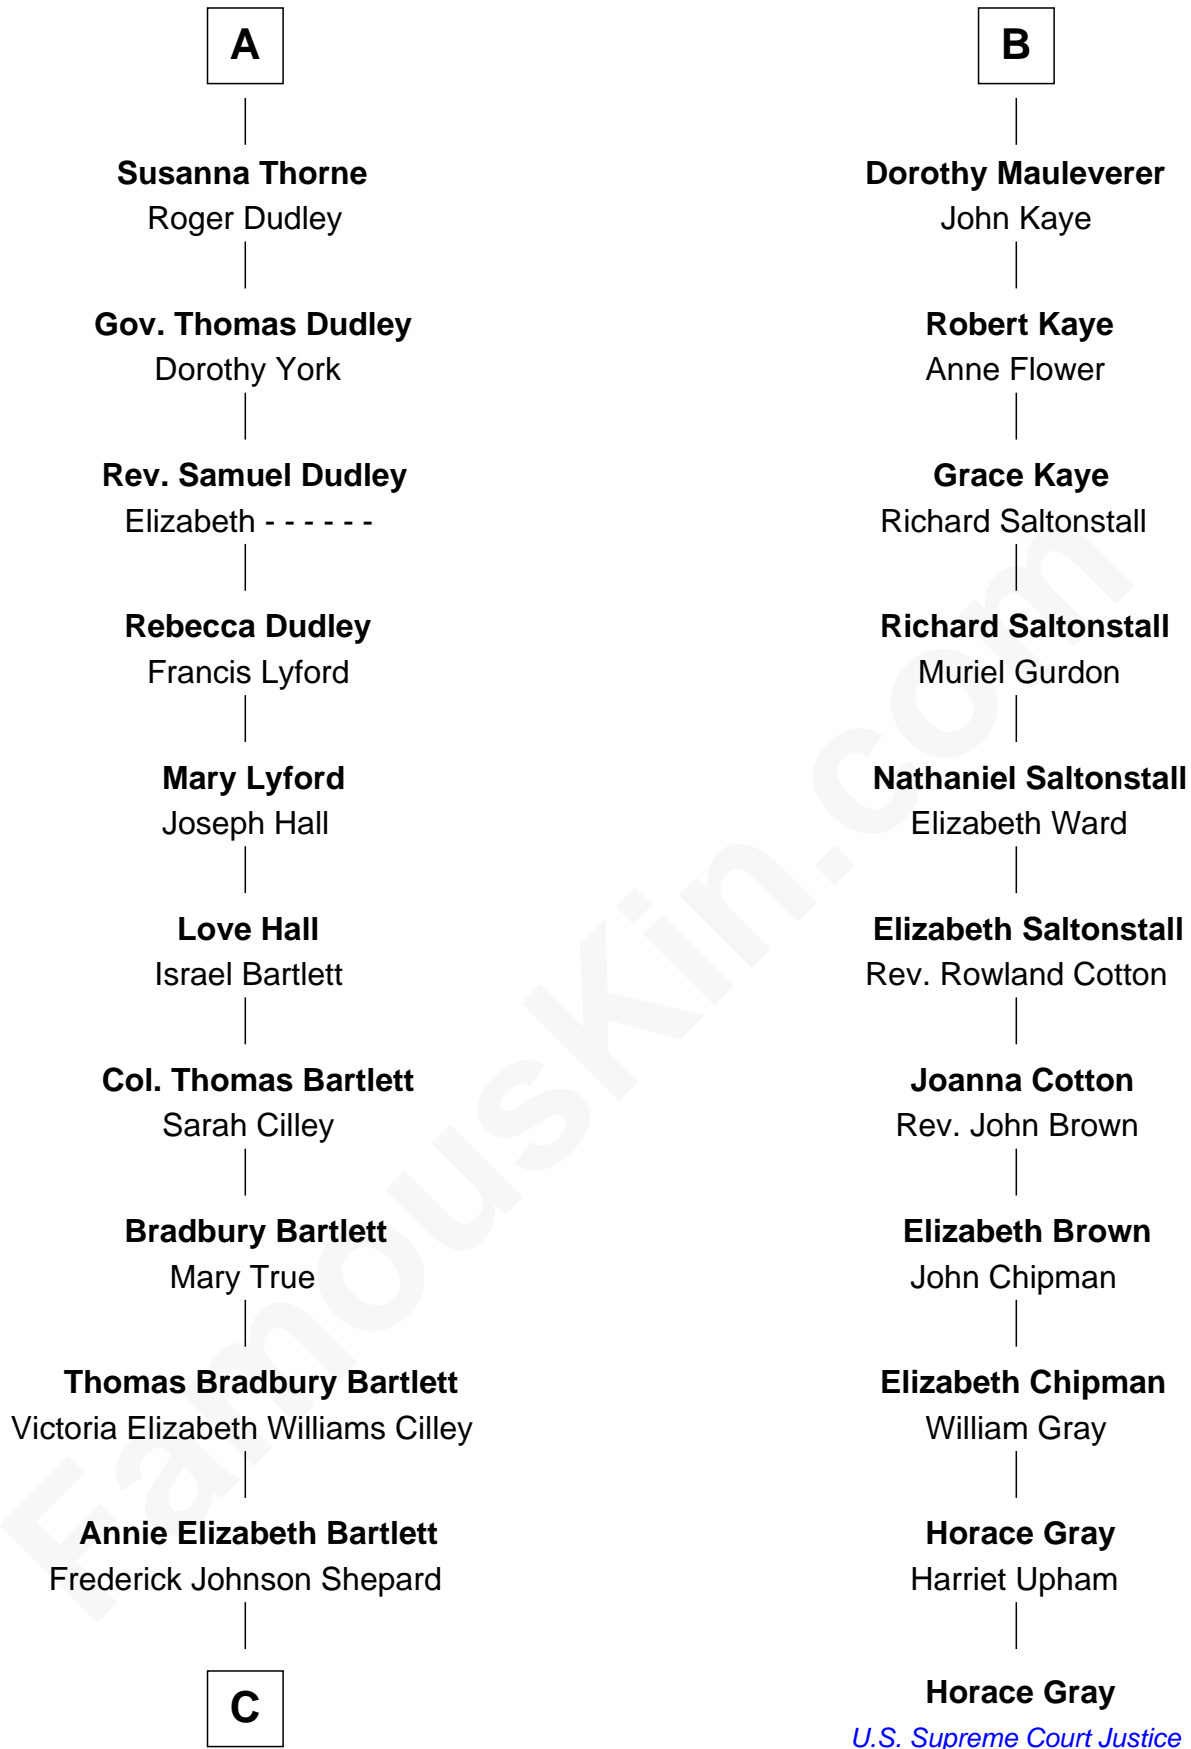 A
Susanna Thorne
Roger Dudley
Gov. Thomas Dudley
Dorothy York
Rev. Samuel Dudley
Elizabeth - - - - - -
Rebecca Dudley
Francis Lyford
Mary Lyford
Joseph Hall
Love Hall
Israel Bartlett
Col. Thomas Bartlett
Sarah Cilley
Bradbury Bartlett
Mary True
Thomas Bradbury Bartlett
Victoria Elizabeth Williams Cilley
Annie Elizabeth Bartlett
Frederick Johnson Shepard
C
B
Dorothy Mauleverer
John Kaye
Robert Kaye
Anne Flower
Grace Kaye
Richard Saltonstall
Richard Saltonstall
Muriel Gurdon
Nathaniel Saltonstall
Elizabeth Ward
Elizabeth Saltonstall
Rev. Rowland Cotton
Joanna Cotton
Rev. John Brown
Elizabeth Brown
John Chipman
Elizabeth Chipman
William Gray
Horace Gray
Harriet Upham
Horace Gray
U.S. Supreme Court Justice
FamousKin.com